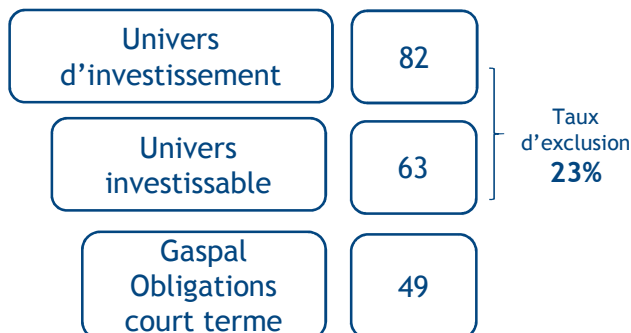 Univers
d’investissement
82
Univers
investissable
63
Taux
d’exclusion
23%
Gaspal
Obligations
court terme
49